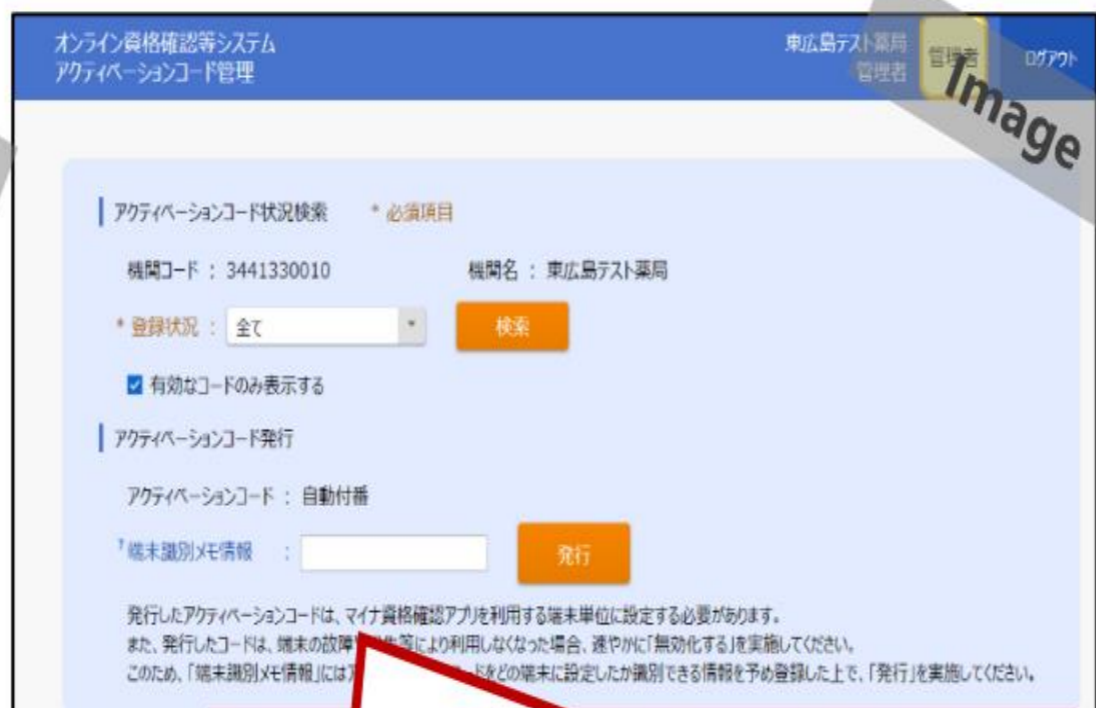 オンライン資格確認等システム
アクティベーションコード管理
東広島テスト薬局
管理者
管理者
ログアウト
Image
アクティベーションコード状況検索 * 必須項目
機関コード : 3441330010 機関名 : 東広島テスト薬局
* 登録状況 : 全て 検索
有効なコードのみ表示する
アクティベーションコード発行
アクティベーションコード : 自動付番
?端末識別メモ情報 : 発行
発行したアクティベーションコードは、マイナ資格確認アプリを利用する端末単位に設定する必要があります。
また、発行したコードは、端末の故障 等により利用しなくなった場合、速やかに「無効化する」を実施してください。
このため、「端末識別メモ情報」にはア ードをどの端末に設定したか識別できる情報を予め登録した上で、「発行」を実施してください。